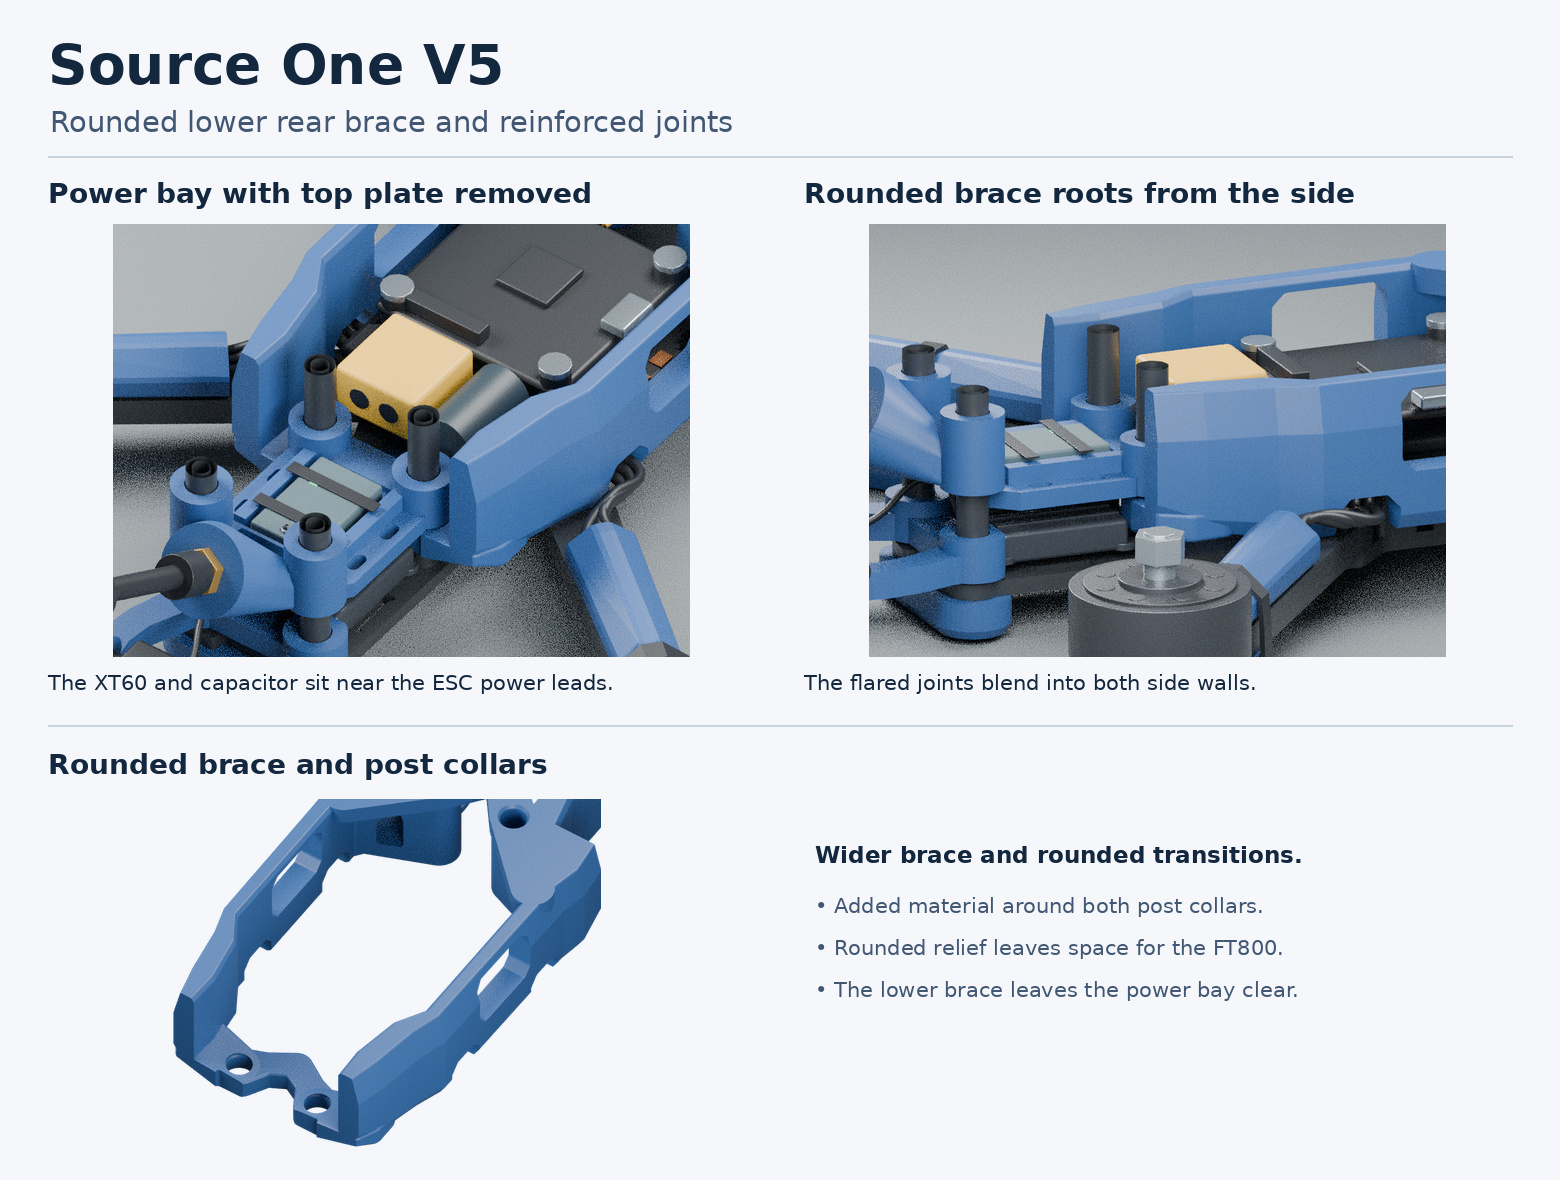 Source One V5
Rounded lower rear brace and reinforced joints
Power bay with top plate removed
Rounded brace roots from the side
The XT60 and capacitor sit near the ESC power leads.
The flared joints blend into both side walls.
Rounded brace and post collars
Wider brace and rounded transitions.
• Added material around both post collars.
• Rounded relief leaves space for the FT800.
• The lower brace leaves the power bay clear.